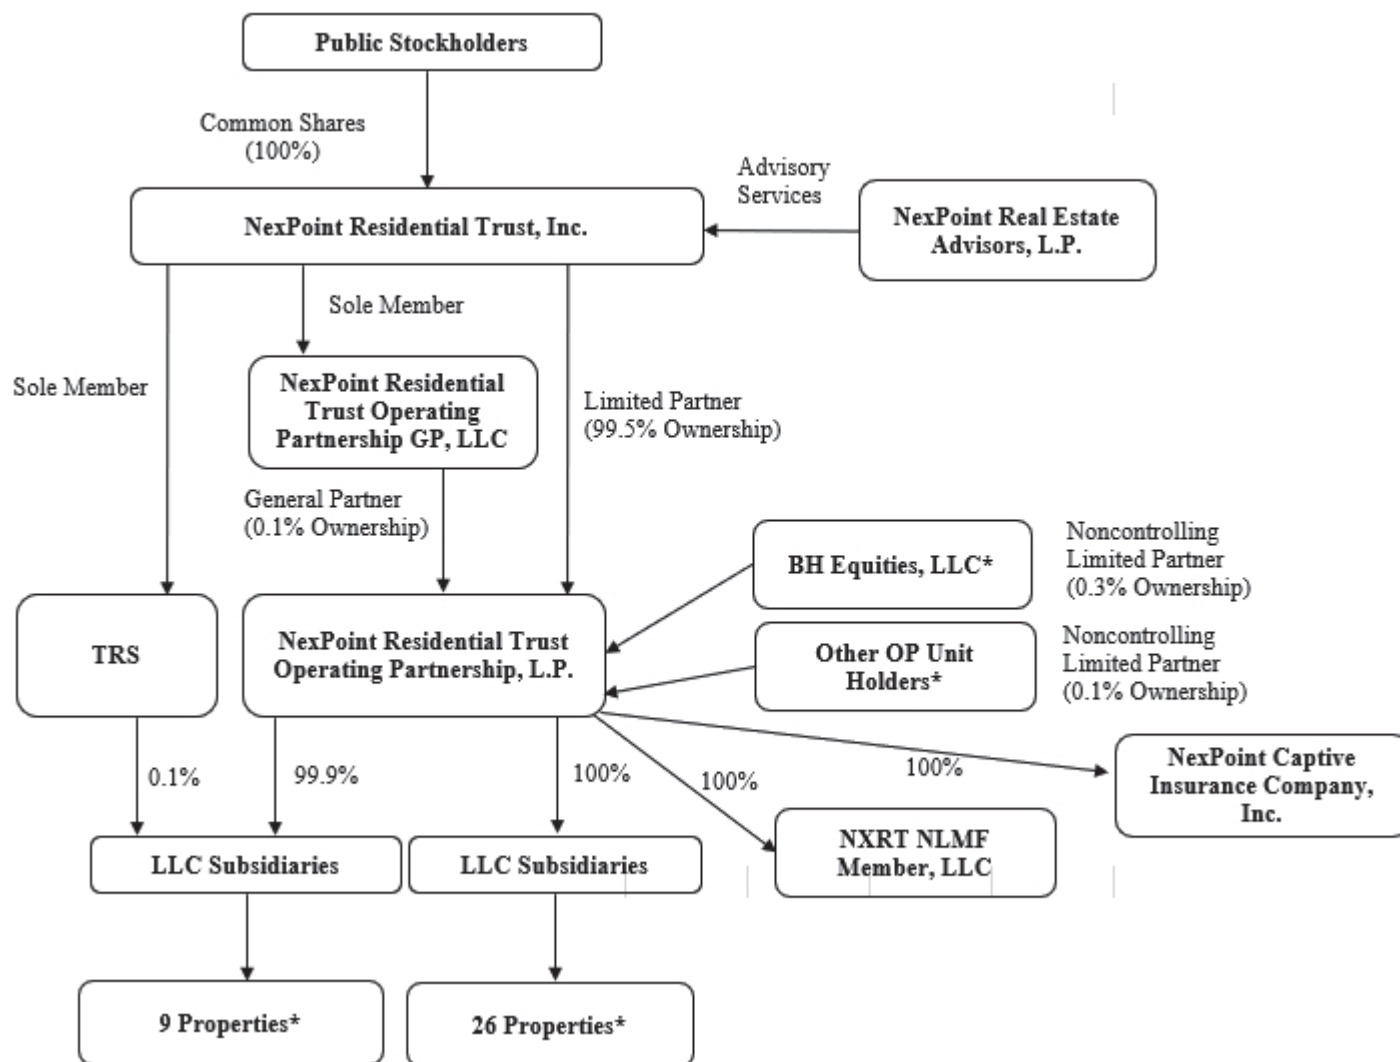 Public Stockholders
Common Shares
(100%)
Advisory
Services
NexPoint Residential Trust, Inc.
NexPoint Real Estate
Advisors, L.P.
Sole Member
Sole Member
NexPoint Residential
Trust Operating
Partnership GP, LLC
Limited Partner
(99.5% Ownership)
General Partner
(0.1% Ownership)
BH Equities, LLC*
Noncontrolling
Limited Partner
(0.3% Ownership)
TRS
NexPoint Residential Trust
Operating Partnership, L.P.
Other OP Unit
Holders*
Noncontrolling
Limited Partner
(0.1% Ownership)
0.1%
99.9%
100%
100%
100%
NexPoint Captive
Insurance Company,
Inc.
LLC Subsidiaries
LLC Subsidiaries
NXRT NLMF
Member, LLC
9 Properties*
26 Properties*